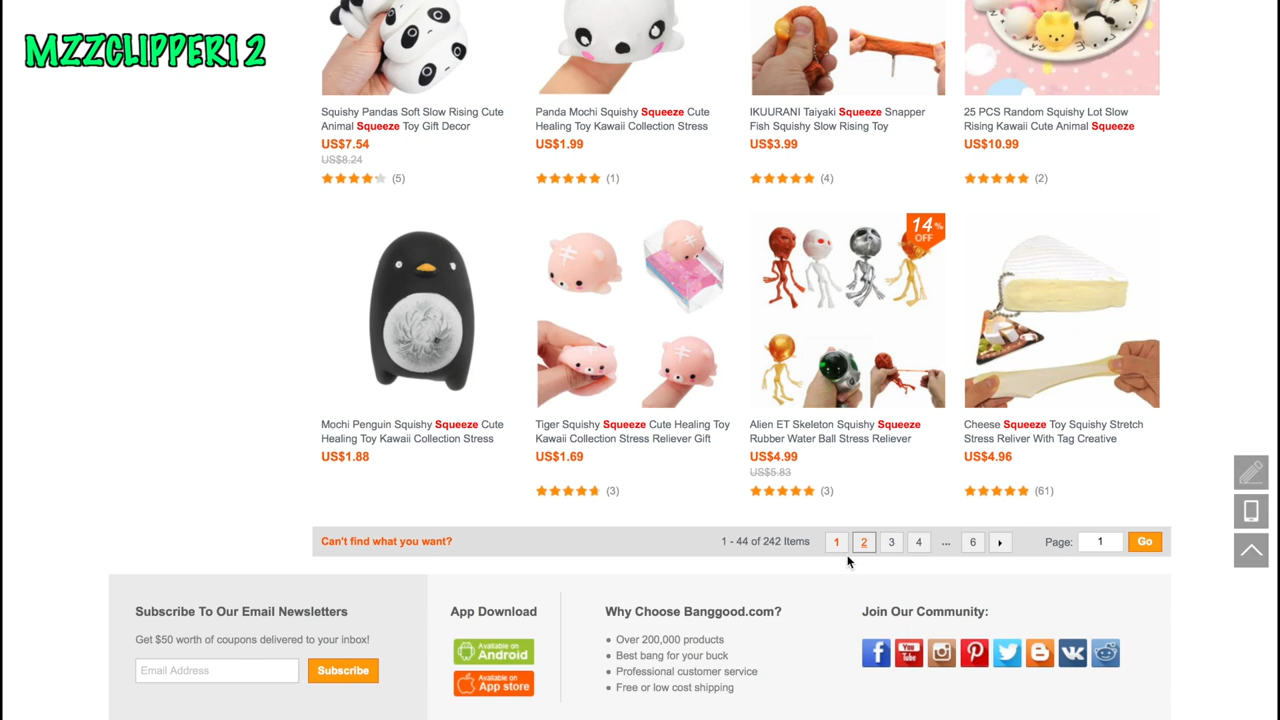 MZZCLIPPER12
Squishy Pandas Soft Slow Rising Cute
Animal Squeeze Toy Gift Decor
US$7.54
US$8.24
(5)
Panda Mochi Squishy Squeeze Cute
Healing Toy Kawaii Collection Stress
US$1.99
(1)
IKUURANI Taiyaki Squeeze Snapper
Fish Squishy Slow Rising Toy
US$3.99
(4)
25 PCS Random Squishy Lot Slow
Rising Kawaii Cute Animal Squeeze
US$10.99
(2)
Mochi Penguin Squishy Squeeze Cute
Healing Toy Kawaii Collection Stress
US$1.88
Tiger Squishy Squeeze Cute Healing Toy
Kawaii Collection Stress Reliever Gift
US$1.69
(3)
14%
OFF
Alien ET Skeleton Squishy Squeeze
Rubber Water Ball Stress Reliever
US$4.99
US$5.83
(3)
Cheese Squeeze Toy Squishy Stretch
Stress Reliver With Tag Creative
US$4.96
(61)
Can't find what you want? 1 - 44 of 242 Items 1 2 3 4 ... 6 Page: 1 Go
Subscribe To Our Email Newsletters
Get $50 worth of coupons delivered to your inbox!
Email Address Subscribe
App Download
Available on
Android
Available on
App store
Why Choose Banggood.com?
Over 200,000 products
Best bang for your buck
Professional customer service
Free or low cost shipping
Join Our Community:
You
Tube